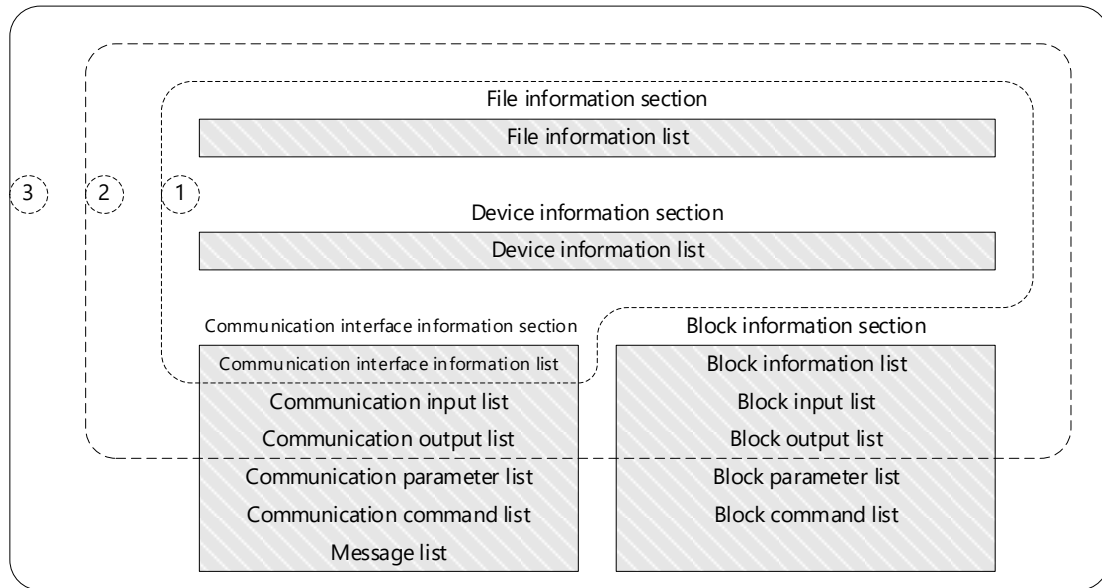 File information section
File information list
3
2
1
Device information section
Device information list
Communication interface information section
Communication interface information list
Communication input list
Communication output list
Communication parameter list
Communication command list
Message list
Block information section
Block information list
Block input list
Block output list
Block parameter list
Block command list